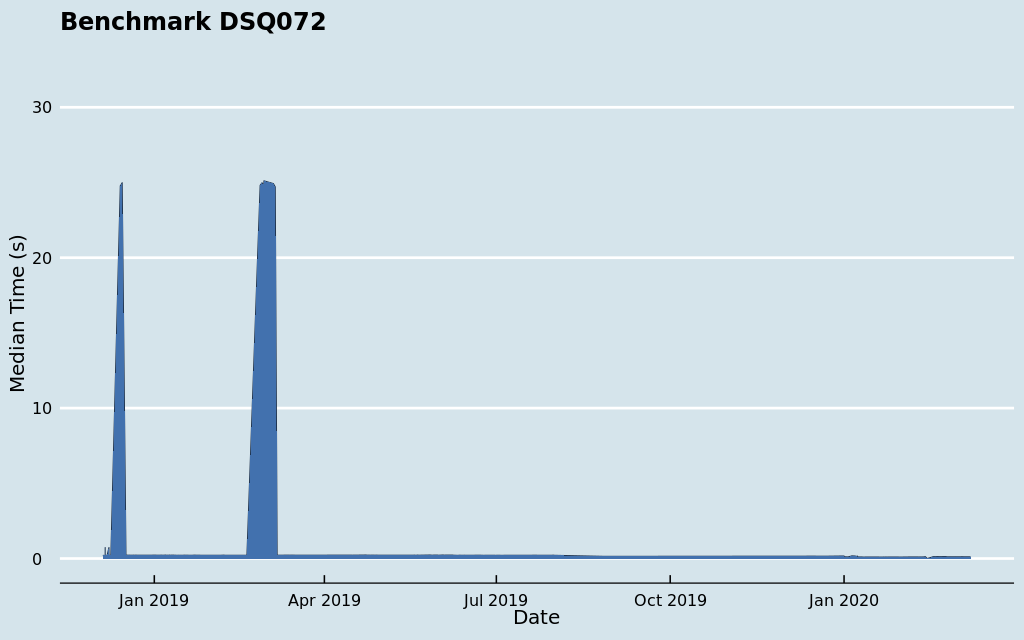 Benchmark DSQ072
Median Time (s)
30
20
10
0
Jan 2019
Apr 2019
Jul 2019
Oct 2019
Jan 2020
Date